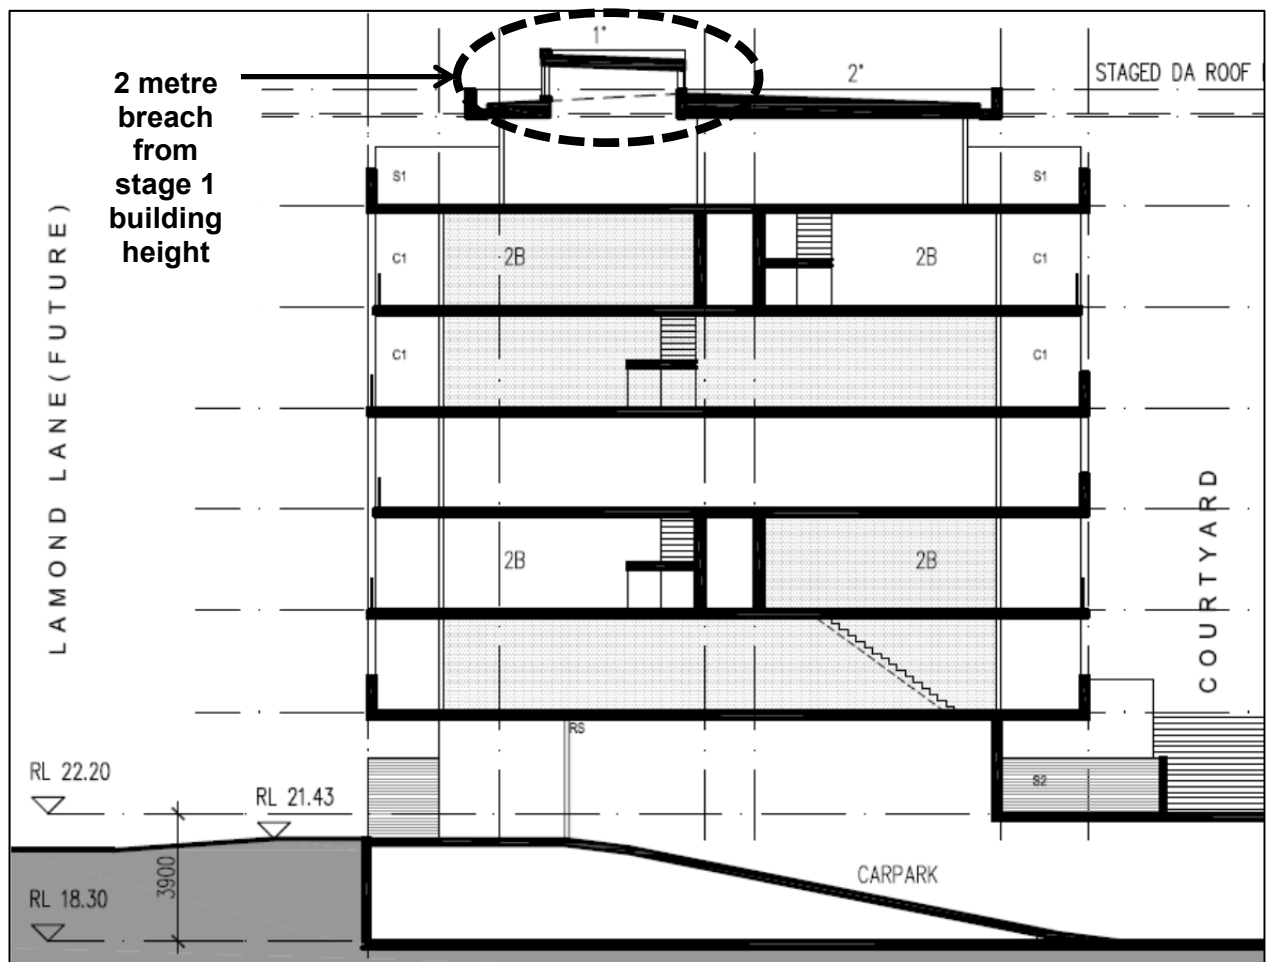 1°
2 metre
breach
from
stage 1
building
height
2°
STAGED DA ROOF
S1
S1
C1
2B
2B
C1
C1
C1
2B
2B
LAMOND LANE(FUTURE)
COURTYARD
RS
S2
RL 22.20
RL 21.43
3900
CARPARK
RL 18.30